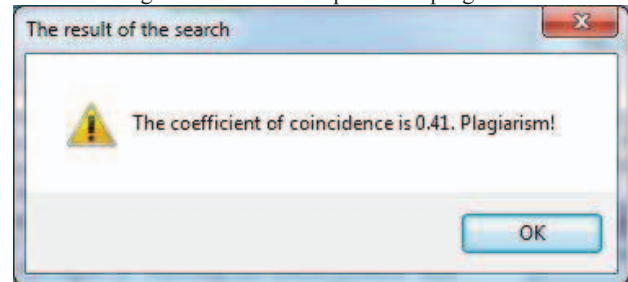 The result of the search
The coefficient of coincidence is 0.41. Plagiarism!
OK